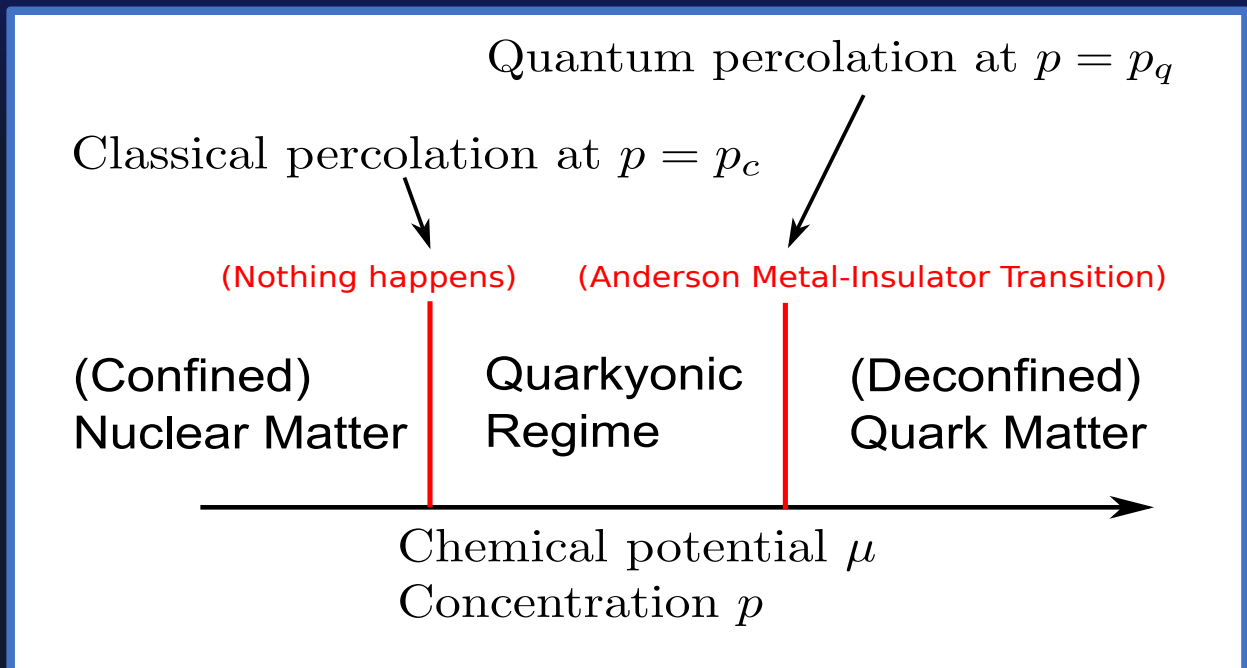 Quantum percolation at p = p_q
Classical percolation at p = p_c
(Nothing happens)
(Anderson Metal-Insulator Transition)
(Confined)
Nuclear Matter
Quarkyonic
Regime
(Deconfined)
Quark Matter
Chemical potential μ
Concentration p